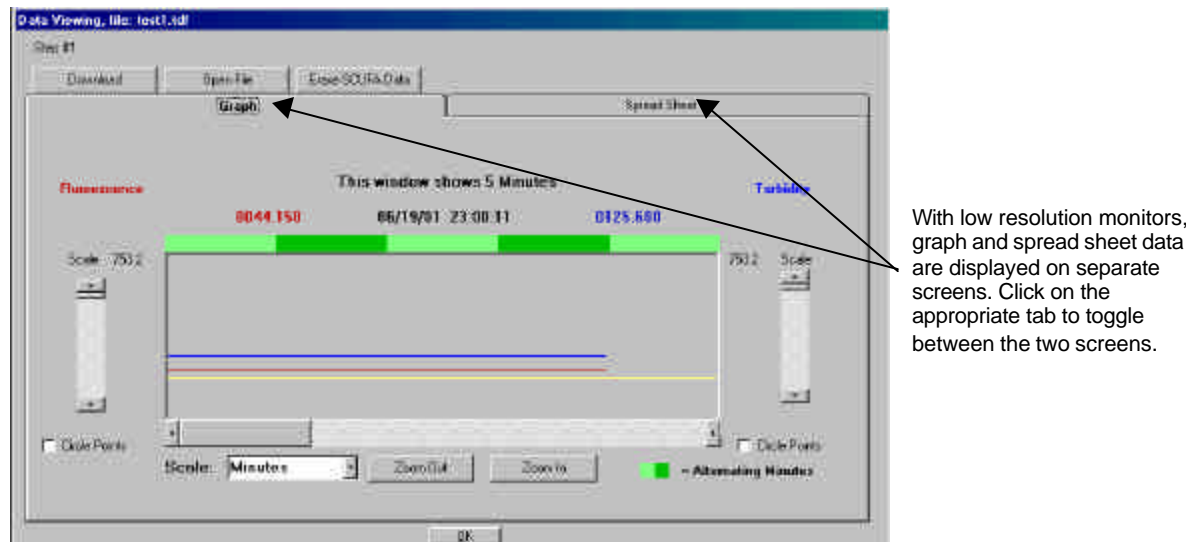 Data Viewing, file: test1.tdf
Download Open File Erase SCUFA Data
Graph Spread Sheet
This window shows 5 Minutes
Fluorescence Turbidity
0044.150 06/19/01 23:00:11 0125.680
Scale 753.2 753.2 Scale
Circle Points Circle Points
Scale: Minutes Zoom Out Zoom In = Alternating Minutes
OK
With low resolution monitors,
graph and spread sheet data
are displayed on separate
screens. Click on the
appropriate tab to toggle
between the two screens.